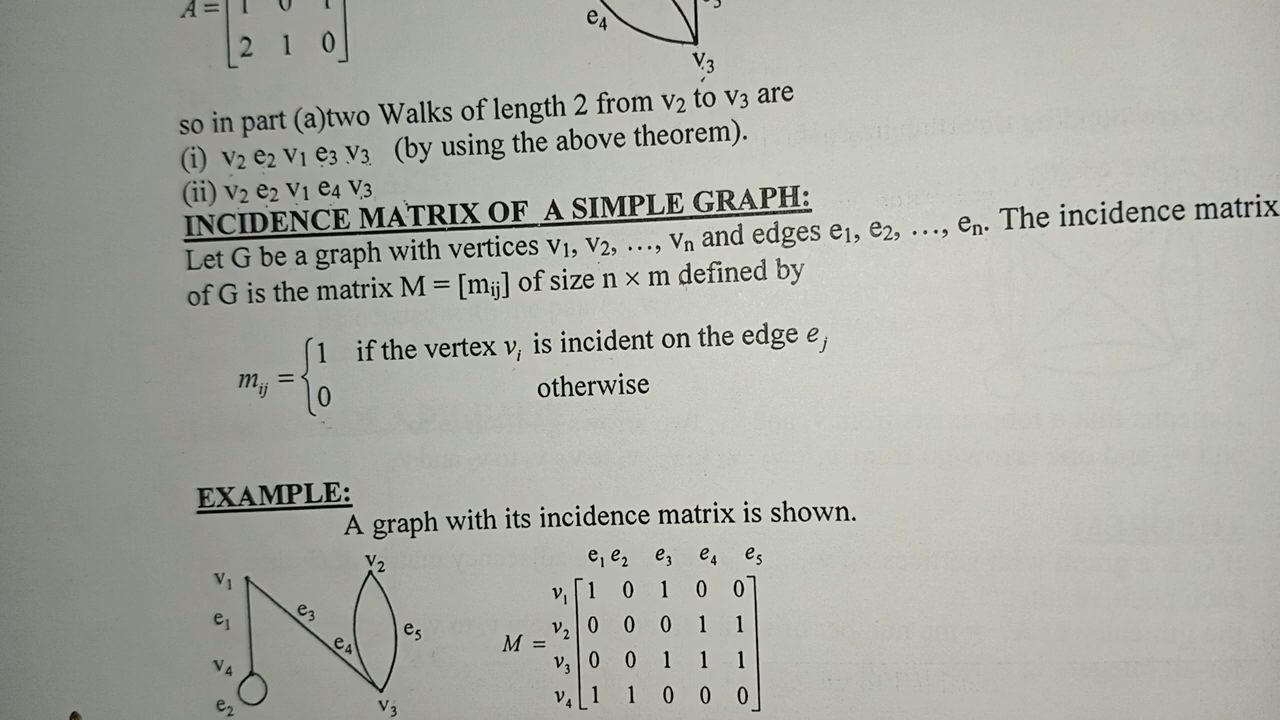 A = 1 0 1
2 1 0
e4
v3
so in part (a)two Walks of length 2 from v2 to v3 are
(i) v2 e2 v1 e3 v3 (by using the above theorem).
(ii) v2 e2 v1 e4 v3
INCIDENCE MATRIX OF A SIMPLE GRAPH:
Let G be a graph with vertices v1, v2, …, vn and edges e1, e2, …, en. The incidence matrix
of G is the matrix M = [mij] of size n × m defined by
1 if the vertex vi is incident on the edge ej
mij =
0 otherwise
EXAMPLE:
A graph with its incidence matrix is shown.
v1
v2
e1
e3
e4
e5
v4
e2
v3
e1 e2 e3 e4 e5
v1 1 0 1 0 0
v2 0 0 0 1 1
M =
v3 0 0 1 1 1
v4 1 1 0 0 0